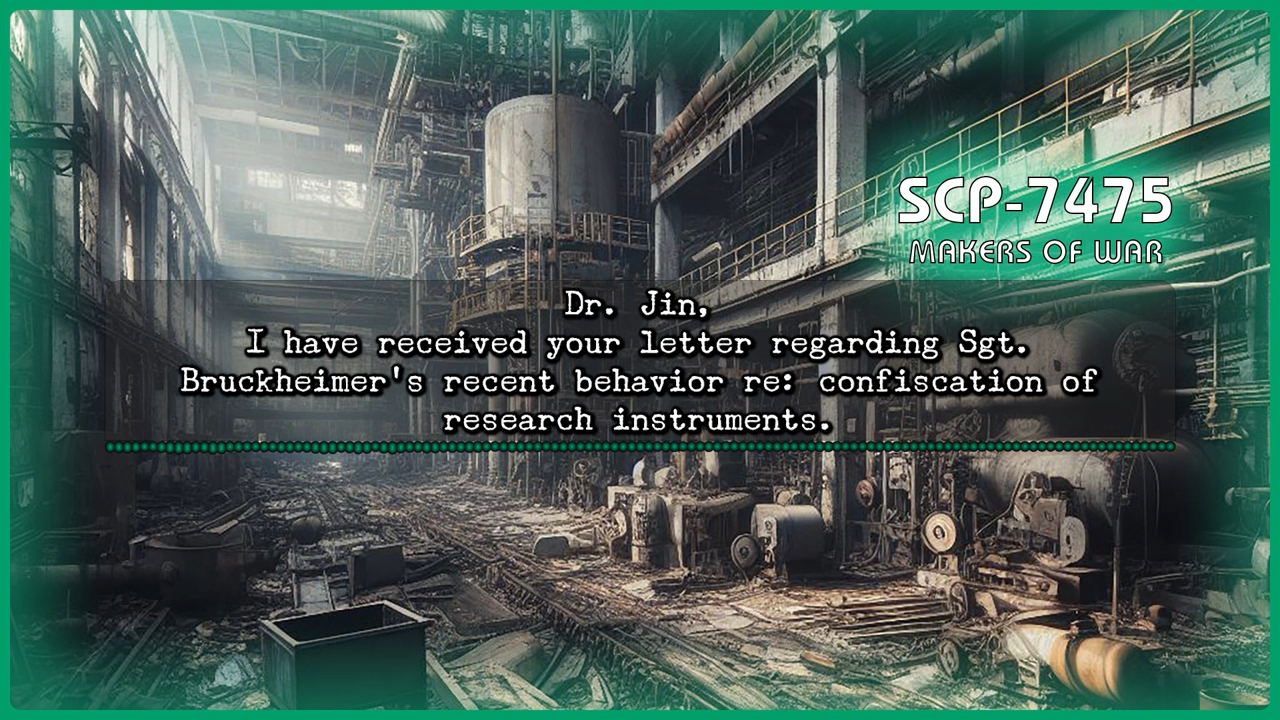 SCP-7475
MAKERS OF WAR
Dr. Jin,
I have received your letter regarding Sgt.
Bruckheimer's recent behavior re: confiscation of
research instruments.